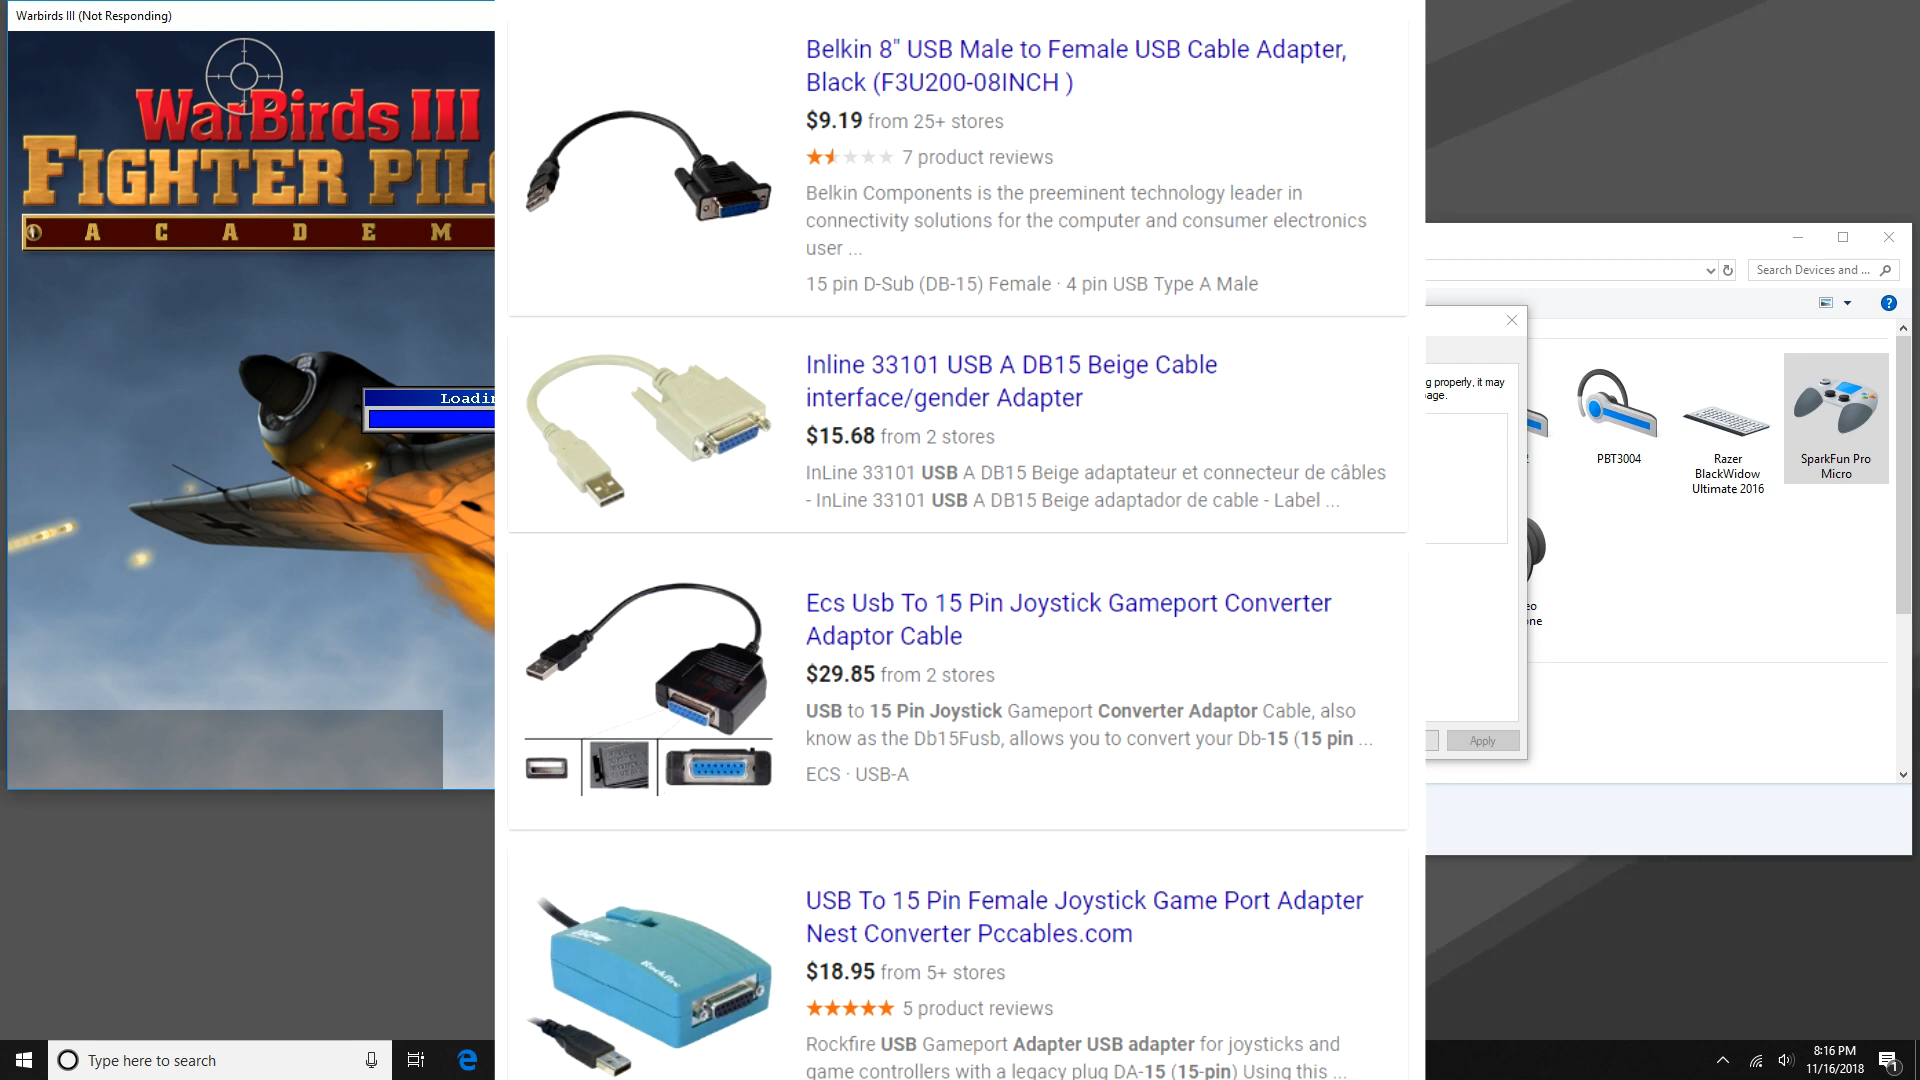 Warbirds III (Not Responding)
WarBirds III
FIGHTER PIL
A C A D E M
Loadin
Belkin 8" USB Male to Female USB Cable Adapter,
Black (F3U200-08INCH )
$9.19 from 25+ stores
7 product reviews
Belkin Components is the preeminent technology leader in
connectivity solutions for the computer and consumer electronics
user ...
15 pin D-Sub (DB-15) Female · 4 pin USB Type A Male
Inline 33101 USB A DB15 Beige Cable
interface/gender Adapter
$15.68 from 2 stores
InLine 33101 USB A DB15 Beige adaptateur et connecteur de câbles
- InLine 33101 USB A DB15 Beige adaptador de cable - Label ...
Ecs Usb To 15 Pin Joystick Gameport Converter
Adaptor Cable
$29.85 from 2 stores
USB to 15 Pin Joystick Gameport Converter Adaptor Cable, also
know as the Db15Fusb, allows you to convert your Db-15 (15 pin ...
ECS · USB-A
Rockfire
USB To 15 Pin Female Joystick Game Port Adapter
Nest Converter Pccables.com
$18.95 from 5+ stores
5 product reviews
Rockfire USB Gameport Adapter USB adapter for joysticks and
game controllers with a legacy plug DA-15 (15-pin) Using this ...
Search Devices and ...
g properly, it may
age.
PBT3004
Razer
BlackWidow
Ultimate 2016
SparkFun Pro
Micro
eo
ne
Apply
Type here to search
8:16 PM
11/16/2018
1